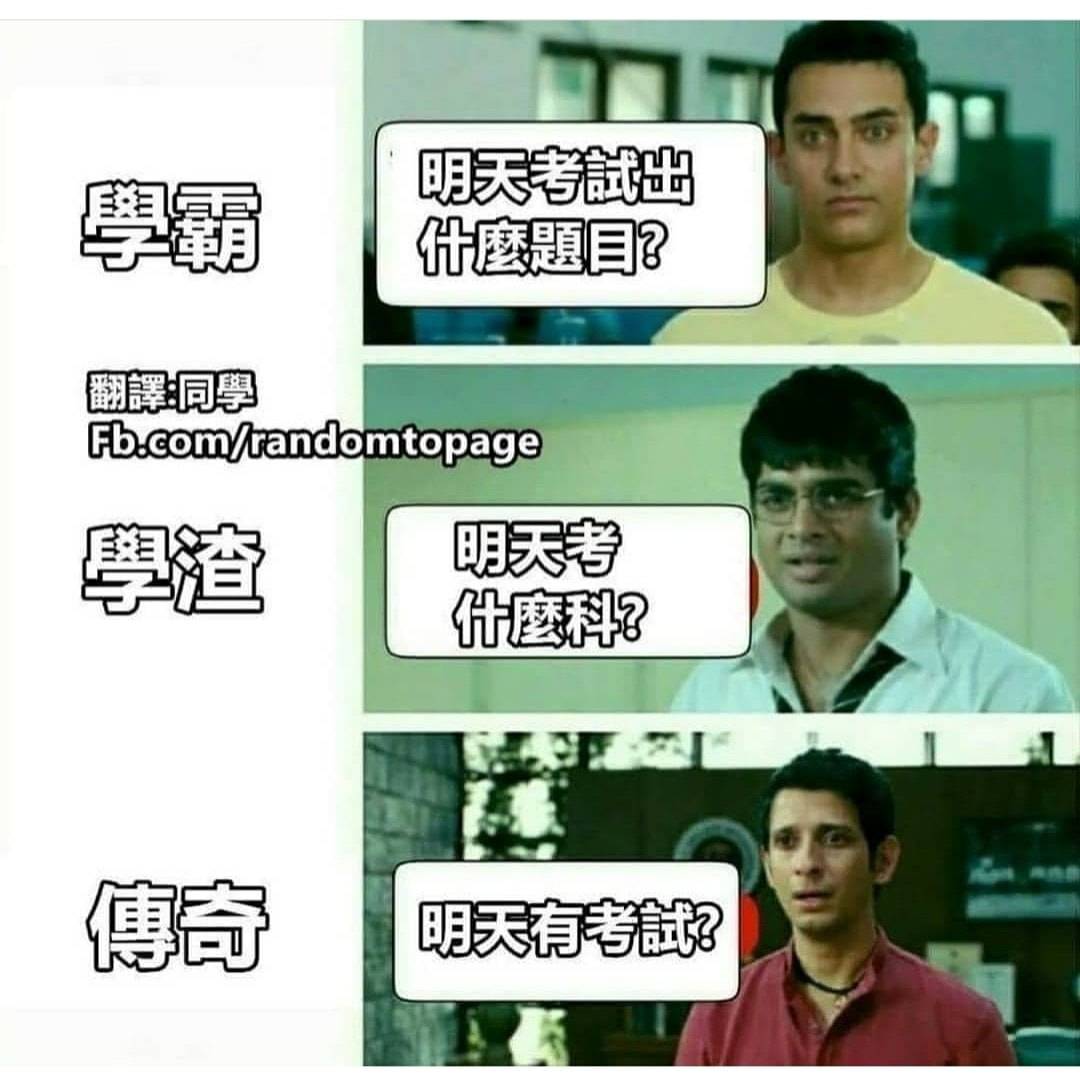 學霸
明天考試出
什麼題目?
翻譯:同學
Fb.com/randomtopage
學渣
明天考
什麼科?
傳奇
明天有考試?